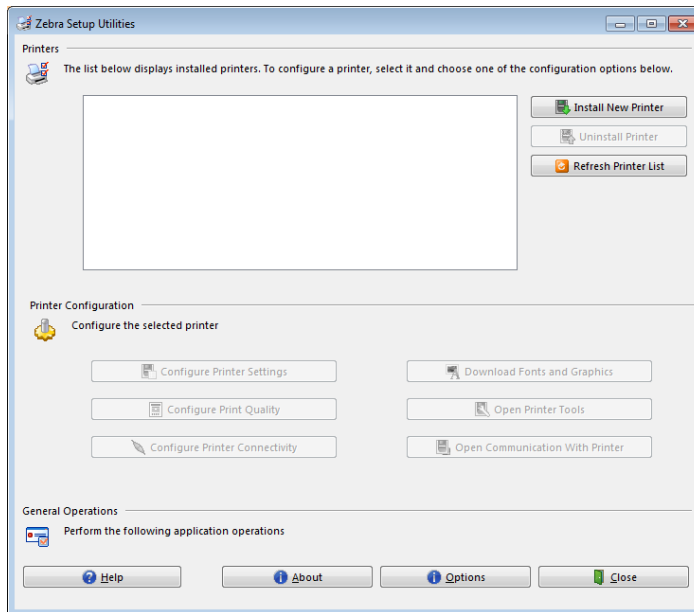 Zebra Setup Utilities
Printers
The list below displays installed printers. To configure a printer, select it and choose one of the configuration options below.
Install New Printer
Uninstall Printer
Refresh Printer List
Printer Configuration
Configure the selected printer
Configure Printer Settings
Download Fonts and Graphics
Configure Print Quality
Open Printer Tools
Configure Printer Connectivity
Open Communication With Printer
General Operations
Perform the following application operations
Help
About
Options
Close